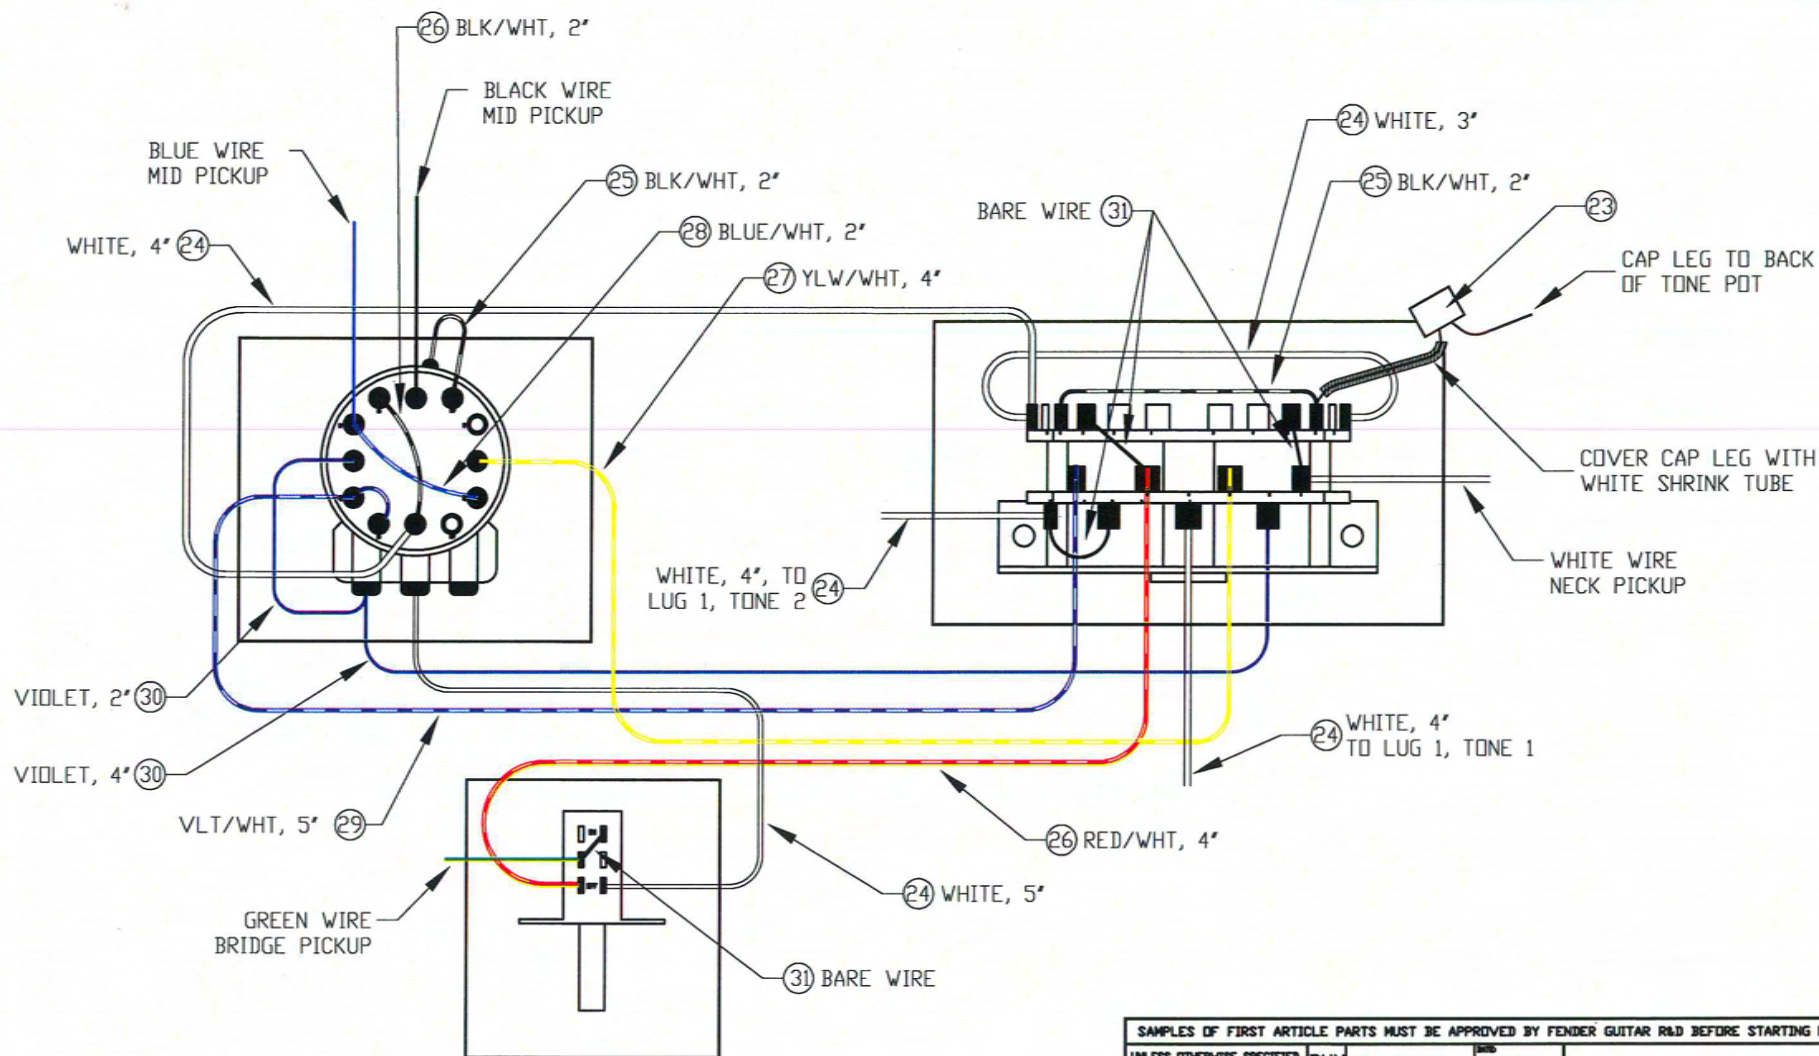 26 BLK/WHT, 2"
BLACK WIRE
MID PICKUP
BLUE WIRE
MID PICKUP
25 BLK/WHT, 2"
WHITE, 4" 24
28 BLUE/WHT, 2"
27 YLW/WHT, 4"
24 WHITE, 3"
25 BLK/WHT, 2"
BARE WIRE 31
23
CAP LEG TO BACK
OF TONE POT
COVER CAP LEG WITH
WHITE SHRINK TUBE
WHITE WIRE
NECK PICKUP
WHITE, 4", TO
LUG 1, TONE 2 24
VIOLET, 2" 30
VIOLET, 4" 30
VLT/WHT, 5" 29
24 WHITE, 4"
TO LUG 1, TONE 1
26 RED/WHT, 4"
24 WHITE, 5"
GREEN WIRE
BRIDGE PICKUP
31 BARE WIRE
SAMPLES OF FIRST ARTICLE PARTS MUST BE APPROVED BY FENDER GUITAR R&D BEFORE STARTING
UNLESS OTHERWISE SPECIFIED